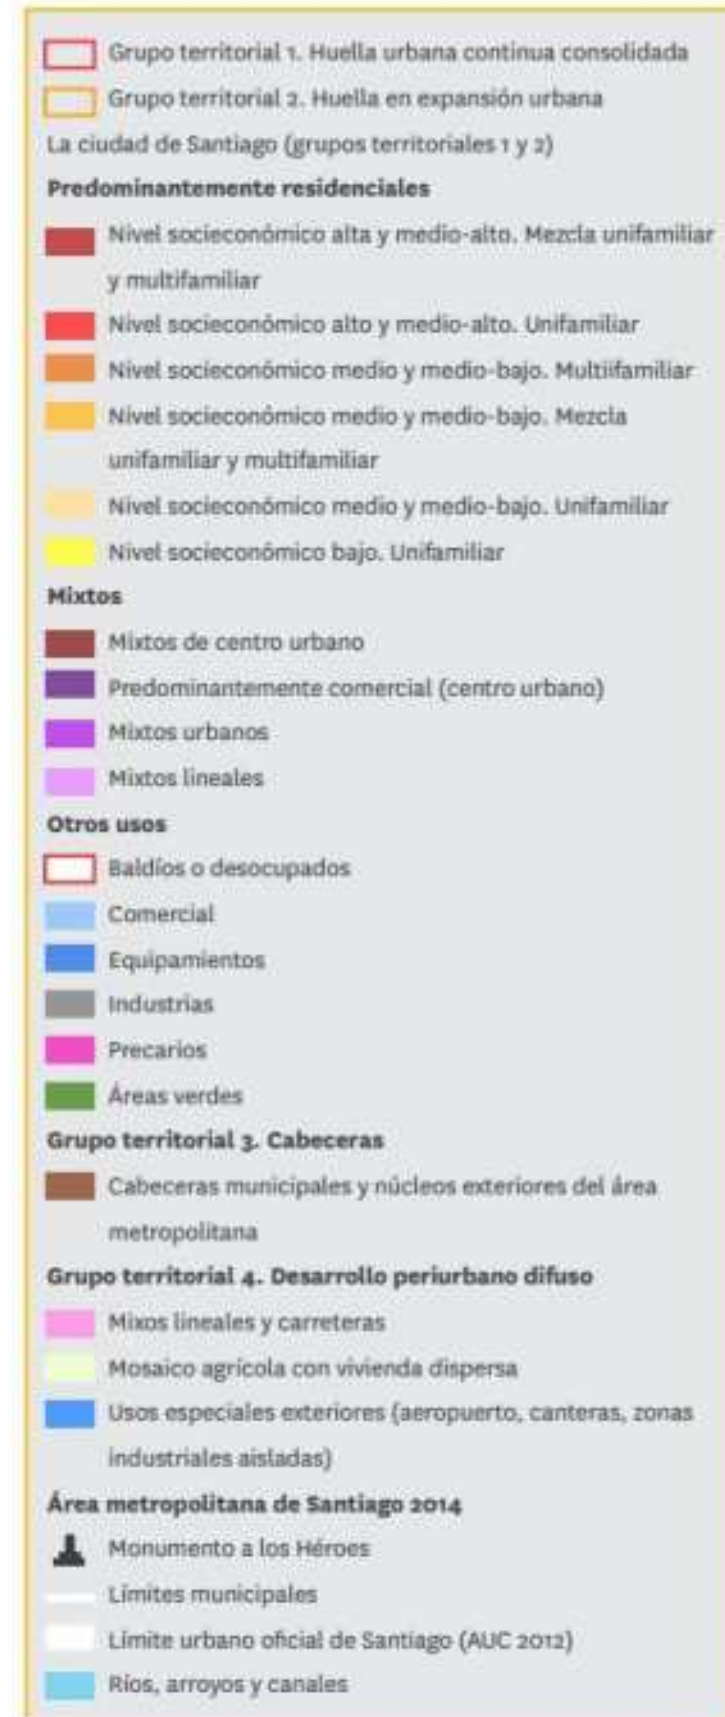 Grupo territorial 1. Huella urbana continua consolidada
Grupo territorial 2. Huella en expansión urbana
La ciudad de Santiago (grupos territoriales 1 y 2)
Predominantemente residenciales
Nivel socieconómico alta y medio-alto. Mezcla unifamiliar
y multifamiliar
Nivel socieconómico alto y medio-alto. Unifamiliar
Nivel socieconómico medio y medio-bajo. Multiifamiliar
Nivel socieconómico medio y medio-bajo. Mezcla
unifamiliar y multifamiliar
Nivel socieconómico medio y medio-bajo. Unifamiliar
Nivel socieconómico bajo. Unifamiliar
Mixtos
Mixtos de centro urbano
Predominantemente comercial (centro urbano)
Mixtos urbanos
Mixtos lineales
Otros usos
Baldíos o desocupados
Comercial
Equipamientos
Industrias
Precarios
Áreas verdes
Grupo territorial 3. Cabeceras
Cabeceras municipales y núcleos exteriores del área
metropolitana
Grupo territorial 4. Desarrollo periurbano difuso
Mixos lineales y carreteras
Mosaico agrícola con vivienda dispersa
Usos especiales exteriores (aeropuerto, canteras, zonas
industriales aisladas)
Área metropolitana de Santiago 2014
Monumento a los Héroes
Límites municipales
Límite urbano oficial de Santiago (AUC 2012)
Ríos, arroyos y canales